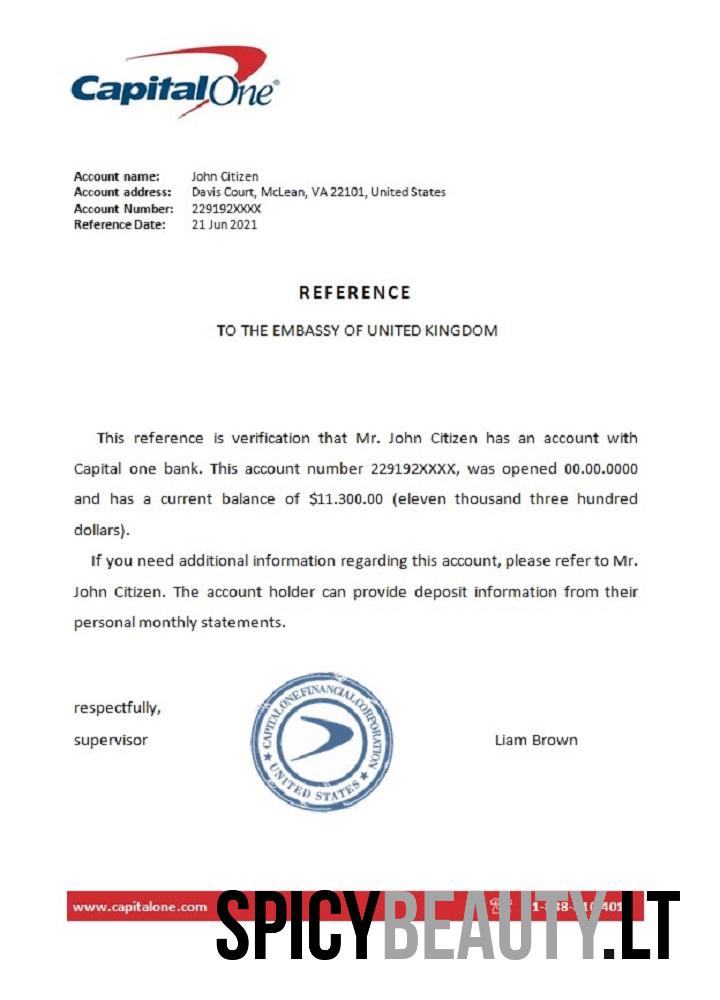 CapitalOne®
Account name: John Citizen
Account address: Davis Court, McLean, VA 22101, United States
Account Number: 229192XXXX
Reference Date: 21 Jun 2021
REFERENCE
TO THE EMBASSY OF UNITED KINGDOM
This reference is verification that Mr. John Citizen has an account with
Capital one bank. This account number 229192XXXX, was opened 00.00.0000
and has a current balance of $11.300.00 (eleven thousand three hundred
dollars).
If you need additional information regarding this account, please refer to Mr.
John Citizen. The account holder can provide deposit information from their
personal monthly statements.
respectfully,
supervisor
CAPITAL ONE FINANCIAL CORPORATION
★ UNITED STATES ★
Liam Brown
www.capitalone.com
SPICYBEAUTY.LT